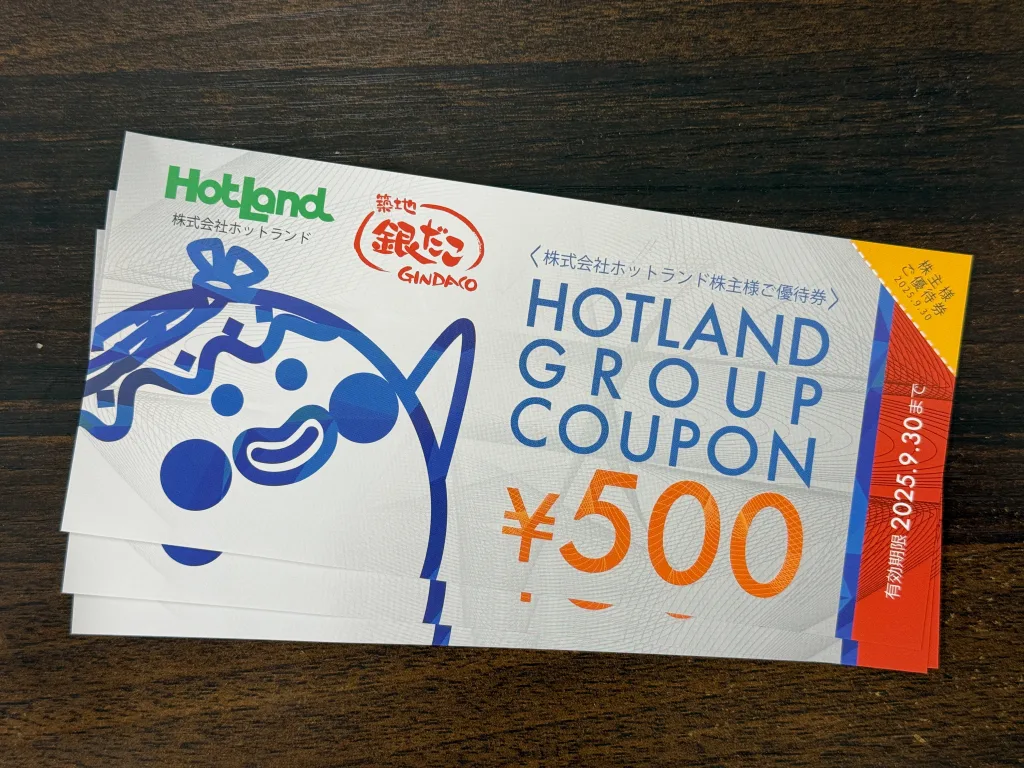 HotLand
株式会社ホットランド
築地
銀だこ
GINDACO
〈株式会社ホットランド株主様ご優待券〉
HOTLAND
GROUP
COUPON
¥500
株主様
ご優待券
2025.9.30
有効期限 2025.9.30まで